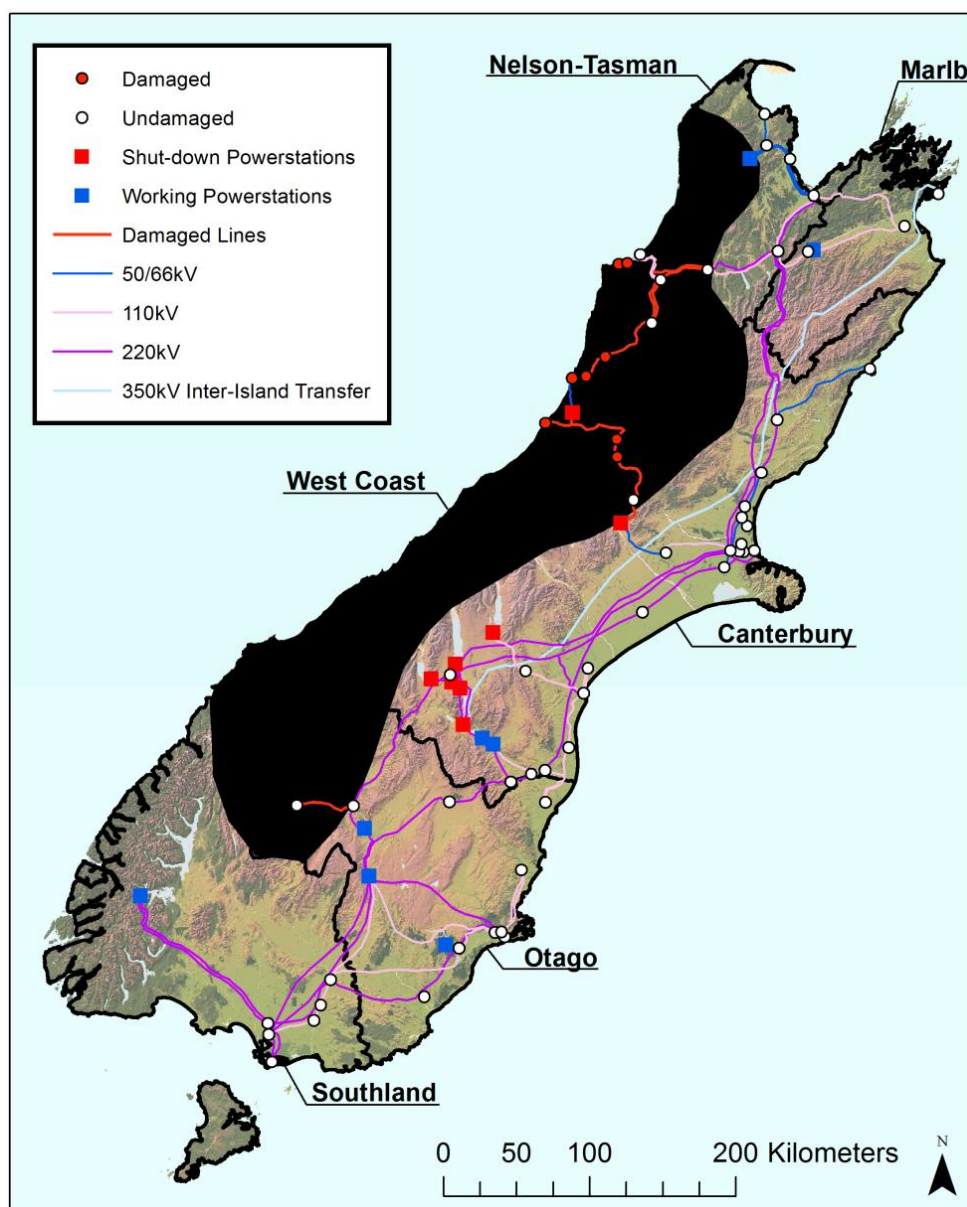 Nelson-Tasman
Marlb
Damaged
Undamaged
Shut-down Powerstations
Working Powerstations
Damaged Lines
50/66kV
110kV
220kV
350kV Inter-Island Transfer
West Coast
Canterbury
Otago
Southland
0 50 100 200 Kilometers
N